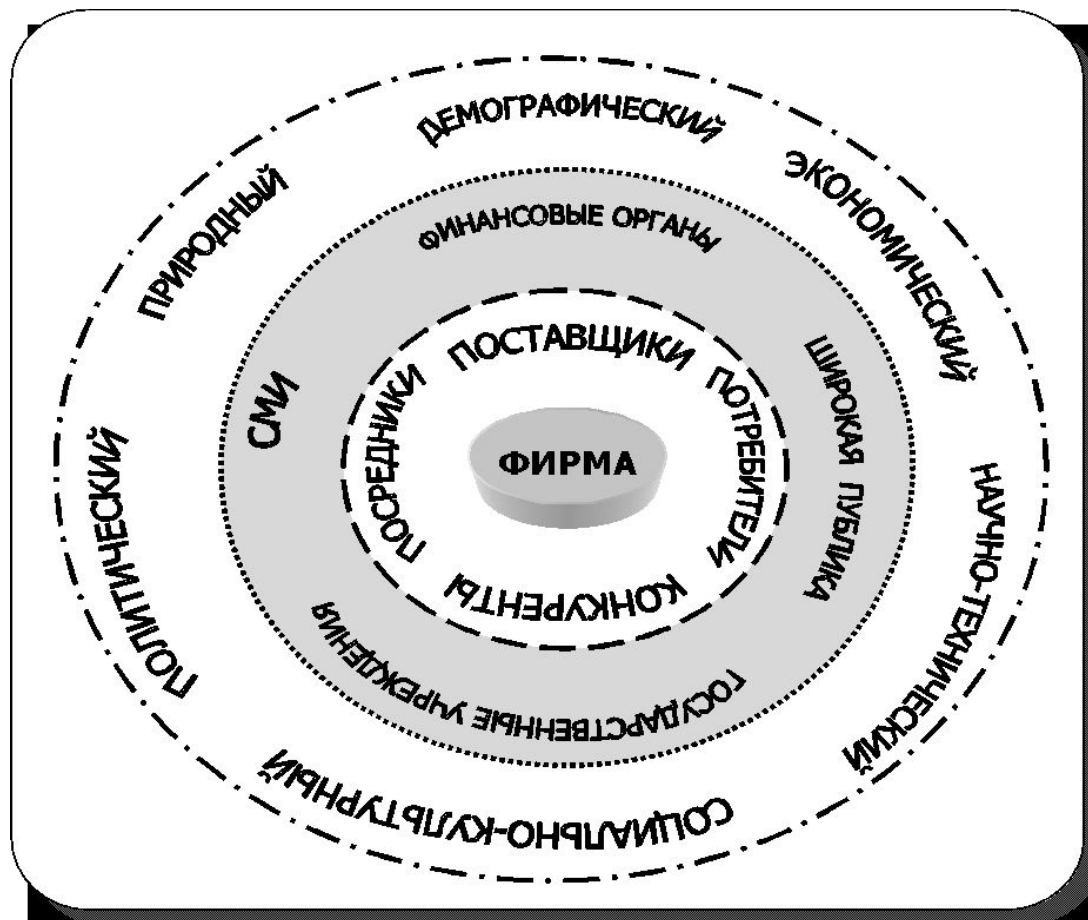 ДЕМОГРАФИЧЕСКИЙ
ЭКОНОМИЧЕСКИЙ
НАУЧНО-ТЕХНИЧЕСКИЙ
СОЦИАЛЬНО-КУЛЬТУРНЫЙ
ПОЛИТИЧЕСКИЙ
ПРИРОДНЫЙ
ФИНАНСОВЫЕ ОРГАНЫ
ШИРОКАЯ ПУБЛИКА
ГОСУДАРСТВЕННЫЕ УЧРЕЖДЕНИЯ
СМИ
ПОСТАВЩИКИ
ПОТРЕБИТЕЛИ
КОНКУРЕНТЫ
ПОСРЕДНИКИ
ФИРМА